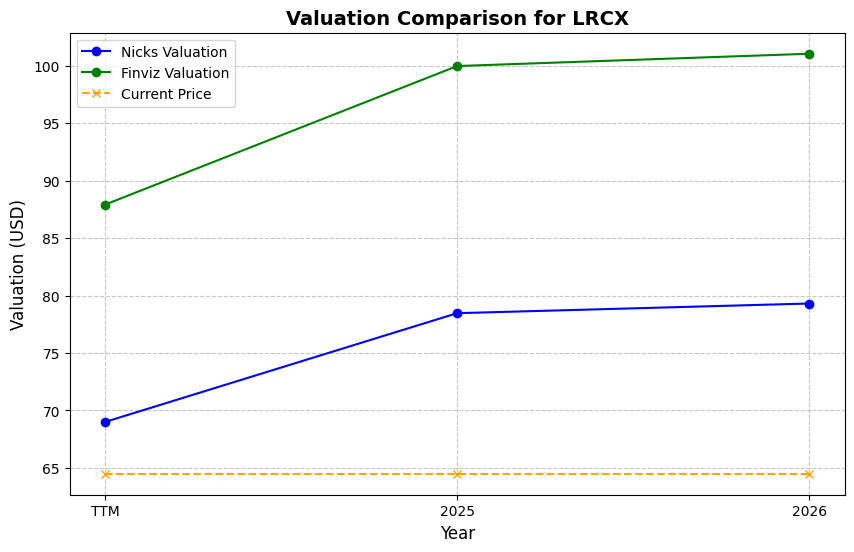 Valuation Comparison for LRCX
Nicks Valuation
Finviz Valuation
Current Price
Valuation (USD)
100
95
90
85
80
75
70
65
TTM
2025
2026
Year